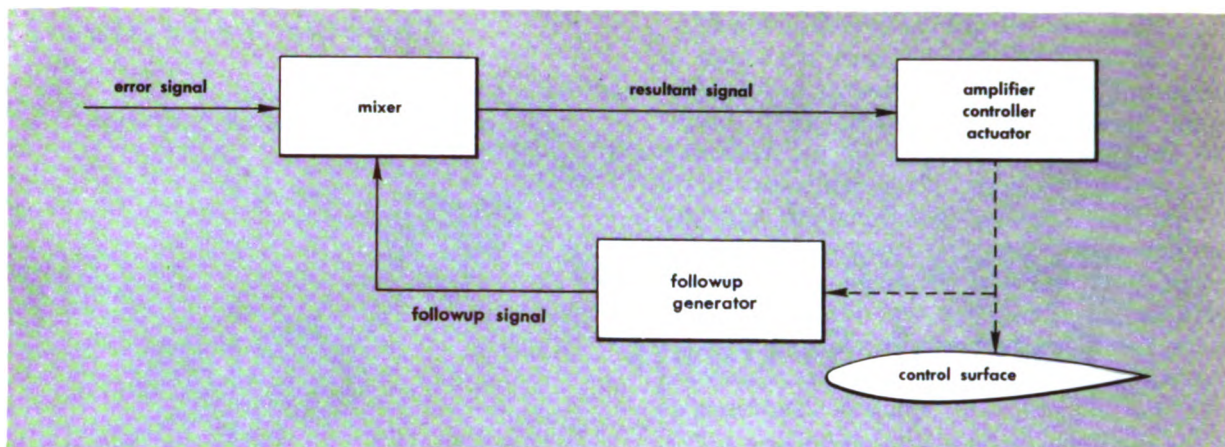 error signal
mixer
resultant signal
amplifier
controller
actuator
followup
generator
followup signal
control surface